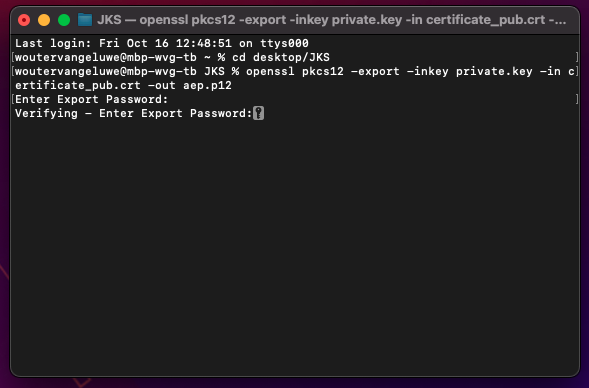 JKS — openssl pkcs12 -export -inkey private.key -in certificate_pub.crt -...
Last login: Fri Oct 16 12:48:51 on ttys000
[woutervangeluwe@mbp-wvg-tb ~ % cd desktop/JKS ]
[woutervangeluwe@mbp-wvg-tb JKS % openssl pkcs12 -export -inkey private.key -in c]
ertificate_pub.crt -out aep.p12
[Enter Export Password: ]
Verifying - Enter Export Password: